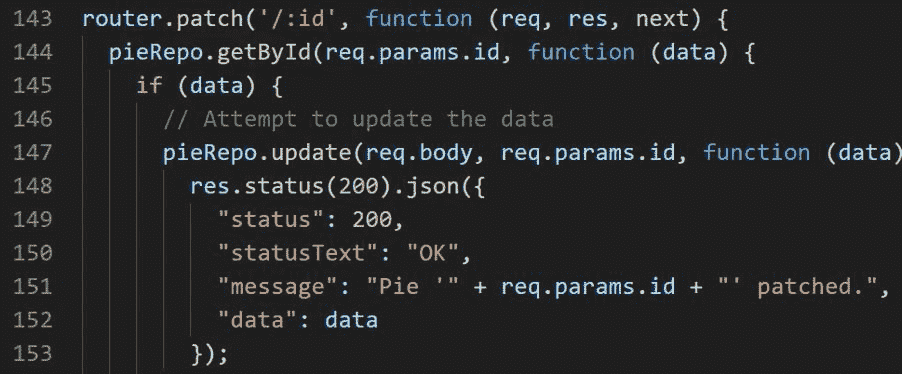 143 router.patch('/:id', function (req, res, next) {
144 pieRepo.getById(req.params.id, function (data) {
145 if (data) {
146 // Attempt to update the data
147 pieRepo.update(req.body, req.params.id, function (data)
148 res.status(200).json({
149 "status": 200,
150 "statusText": "OK",
151 "message": "Pie '" + req.params.id + "' patched.",
152 "data": data
153 });